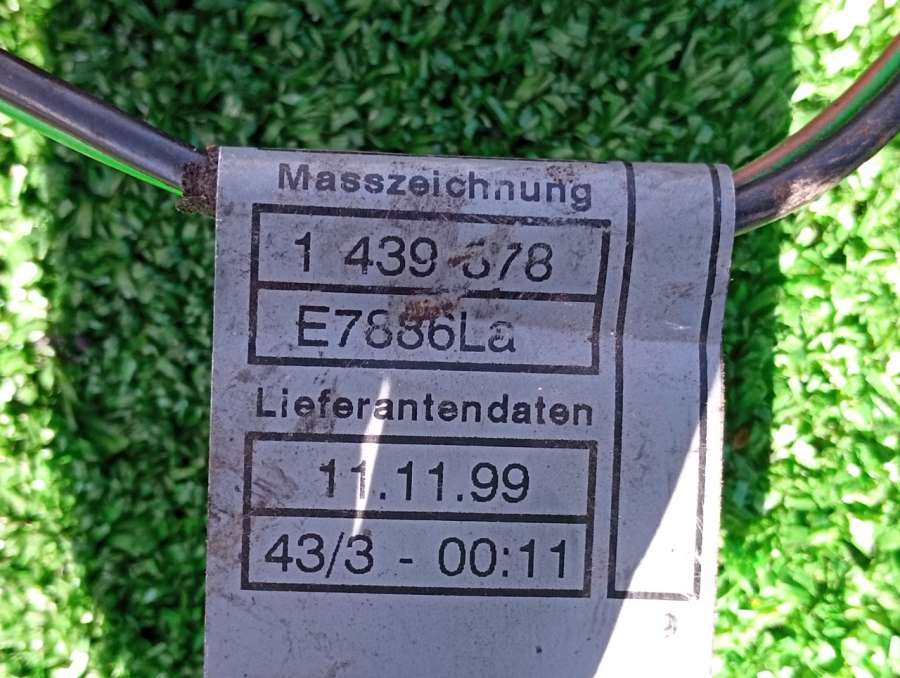 Masszeichnung
1 439 378
E7886La
Lieferantendaten
11.11.99
43/3 - 00:11